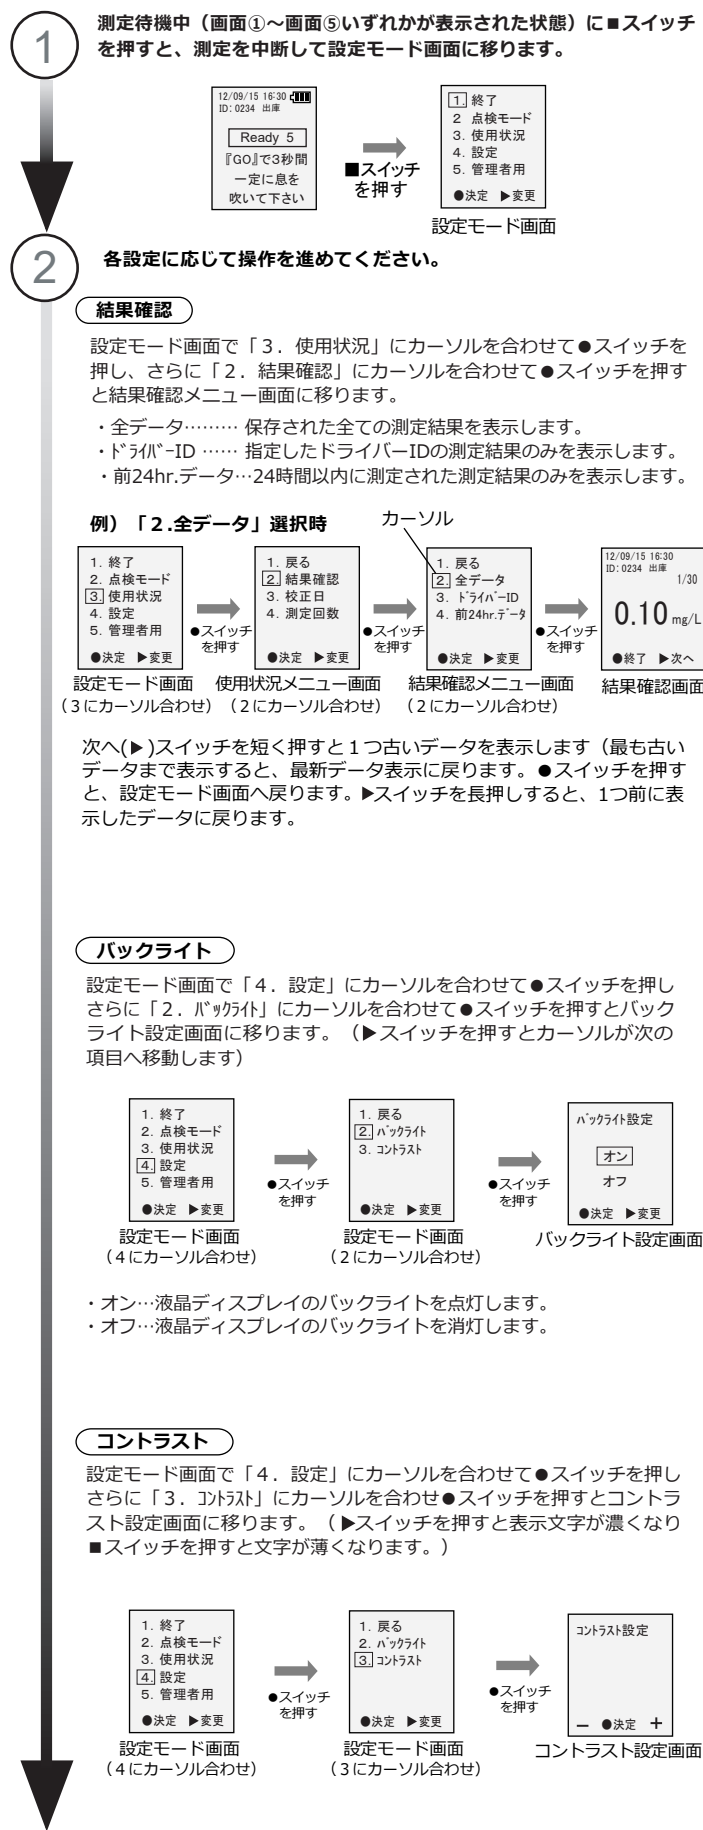 1
測定待機中（画面①～画面⑤いずれかが表示された状態）に■スイッチ
を押すと、測定を中断して設定モード画面に移ります。
12/09/15 16:30
ID:0234 出庫
Ready 5
『GO』で3秒間
一定に息を
吹いて下さい
■スイッチ
を押す
1. 終了
2 点検モード
3. 使用状況
4. 設定
5. 管理者用
●決定 ▶変更
設定モード画面
2
各設定に応じて操作を進めてください。
結果確認
設定モード画面で「３．使用状況」にカーソルを合わせて●スイッチを
押し、さらに「２．結果確認」にカーソルを合わせて●スイッチを押す
と結果確認メニュー画面に移ります。
・全データ……… 保存された全ての測定結果を表示します。
・ﾄﾞﾗｲﾊﾞｰID …… 指定したドライバーIDの測定結果のみを表示します。
・前24hr.データ…24時間以内に測定された測定結果のみを表示します。
例）「２.全データ」選択時
カーソル
1. 終了
2. 点検モード
3. 使用状況
4. 設定
5. 管理者用
●決定 ▶変更
設定モード画面
（３にカーソル合わせ）
●スイッチ
を押す
1. 戻る
2. 結果確認
3. 校正日
4. 測定回数
●決定 ▶変更
使用状況メニュー画面
（２にカーソル合わせ）
●スイッチ
を押す
1. 戻る
2. 全データ
3. ﾄﾞﾗｲﾊﾞｰID
4. 前24hr.ﾃﾞｰﾀ
●決定 ▶変更
結果確認メニュー画面
（２にカーソル合わせ）
●スイッチ
を押す
12/09/15 16:30
ID:0234 出庫
1/30
0.10 mg/L
●終了 ▶次へ
結果確認画面
次へ(▶)スイッチを短く押すと１つ古いデータを表示します（最も古い
データまで表示すると、最新データ表示に戻ります。●スイッチを押す
と、設定モード画面へ戻ります。▶スイッチを長押しすると、1つ前に表
示したデータに戻ります。
バックライト
設定モード画面で「４．設定」にカーソルを合わせて●スイッチを押し
さらに「２．ﾊﾞｯｸﾗｲﾄ」にカーソルを合わせて●スイッチを押すとバック
ライト設定画面に移ります。（▶スイッチを押すとカーソルが次の
項目へ移動します）
1. 終了
2. 点検モード
3. 使用状況
4. 設定
5. 管理者用
●決定 ▶変更
設定モード画面
（４にカーソル合わせ）
●スイッチ
を押す
1. 戻る
2. ﾊﾞｯｸﾗｲﾄ
3. ｺﾝﾄﾗｽﾄ
●決定 ▶変更
設定モード画面
（２にカーソル合わせ）
●スイッチ
を押す
ﾊﾞｯｸﾗｲﾄ設定
オン
オフ
●決定 ▶変更
バックライト設定画面
・オン…液晶ディスプレイのバックライトを点灯します。
・オフ…液晶ディスプレイのバックライトを消灯します。
コントラスト
設定モード画面で「４．設定」にカーソルを合わせて●スイッチを押し
さらに「３．ｺﾝﾄﾗｽﾄ」にカーソルを合わせ●スイッチを押すとコントラ
スト設定画面に移ります。（▶スイッチを押すと表示文字が濃くなり
■スイッチを押すと文字が薄くなります。）
1. 終了
2. 点検モード
3. 使用状況
4. 設定
5. 管理者用
●決定 ▶変更
設定モード画面
（４にカーソル合わせ）
●スイッチ
を押す
1. 戻る
2. ﾊﾞｯｸﾗｲﾄ
3. ｺﾝﾄﾗｽﾄ
●決定 ▶変更
設定モード画面
（３にカーソル合わせ）
●スイッチ
を押す
ｺﾝﾄﾗｽﾄ設定
－ ●決定 ＋
コントラスト設定画面